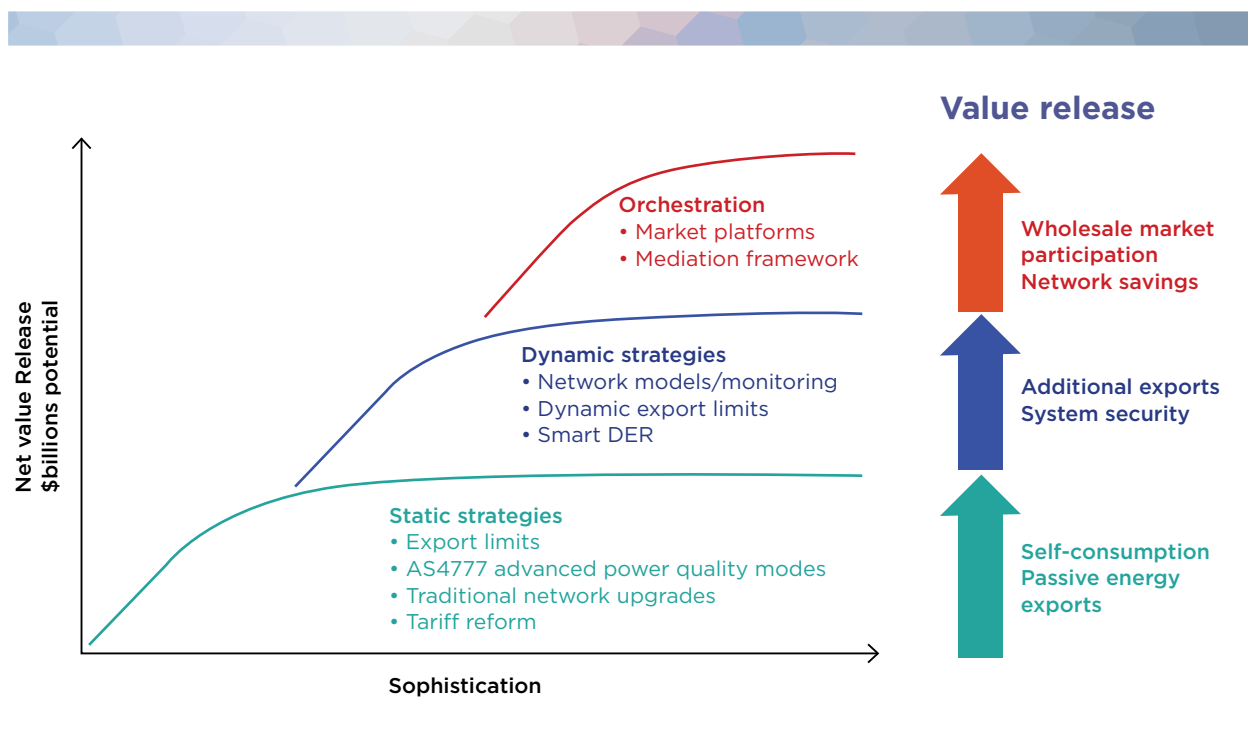 Value release
Net value Release
$billions potential
Orchestration
• Market platforms
• Mediation framework
Wholesale market
participation
Network savings
Dynamic strategies
• Network models/monitoring
• Dynamic export limits
• Smart DER
Additional exports
System security
Static strategies
• Export limits
• AS4777 advanced power quality modes
• Traditional network upgrades
• Tariff reform
Self-consumption
Passive energy
exports
Sophistication